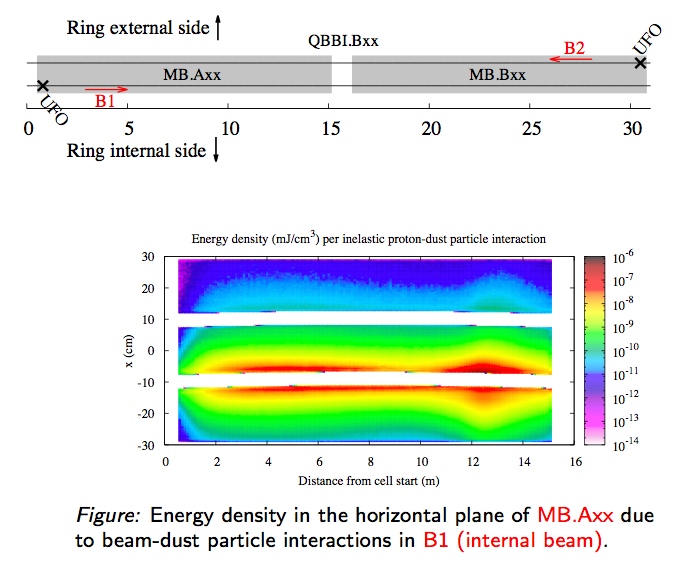 Ring external side
QBBI.Bxx
B2
UFO
MB.Axx
MB.Bxx
B1
UFO
0 5 10 15 20 25 30
Ring internal side
Energy density (mJ/cm³) per inelastic proton-dust particle interaction
30
20
10
0
-10
-20
-30
x (cm)
0 2 4 6 8 10 12 14 16
Distance from cell start (m)
10⁻⁶
10⁻⁷
10⁻⁸
10⁻⁹
10⁻¹⁰
10⁻¹¹
10⁻¹²
10⁻¹³
10⁻¹⁴
Figure: Energy density in the horizontal plane of MB.Axx due
to beam-dust particle interactions in B1 (internal beam).